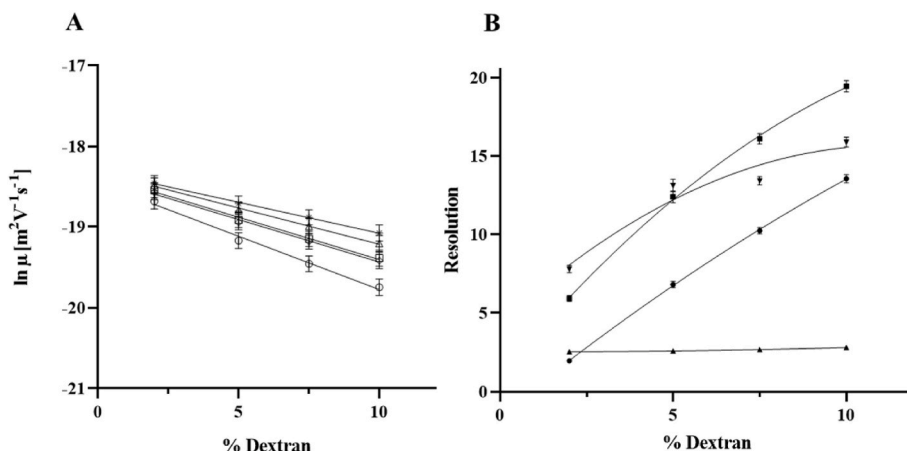 A
ln μ [m²V⁻¹s⁻¹]
-17
-18
-19
-20
-21
0
5
10
% Dextran
B
Resolution
20
15
10
5
0
0
5
10
% Dextran